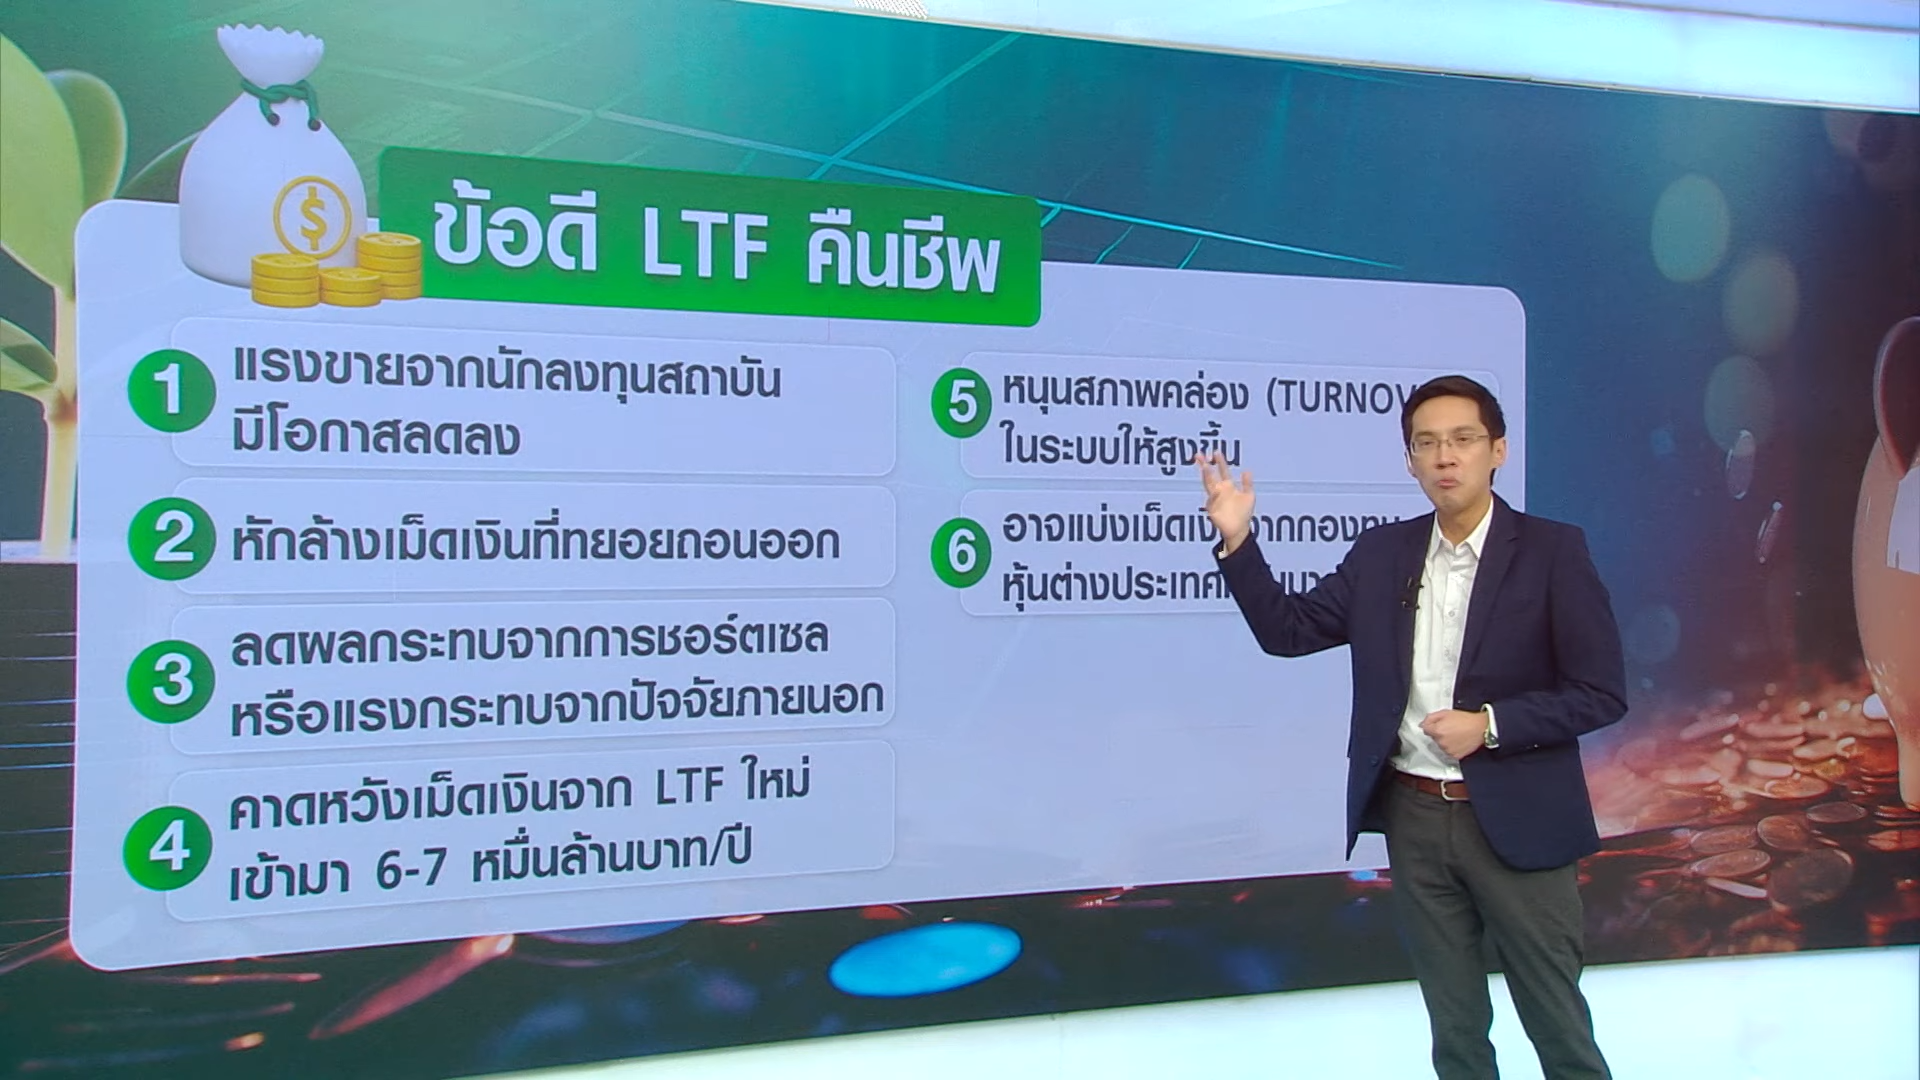 ข้อดี LTF คืนชีพ
1 แรงขายจากนักลงทุนสถาบัน
มีโอกาสลดลง
2 หักล้างเม็ดเงินที่ทยอยถอนออก
3 ลดผลกระทบจากการชอร์ตเซล
หรือแรงกระทบจากปัจจัยภายนอก
4 คาดหวังเม็ดเงินจาก LTF ใหม่
เข้ามา 6-7 หมื่นล้านบาท/ปี
5 หนุนสภาพคล่อง
ในระบบให้สูงขึ้น
6 อาจแบ่งเม็ดเงินจากกองทุน
หุ้นต่างประเทศ